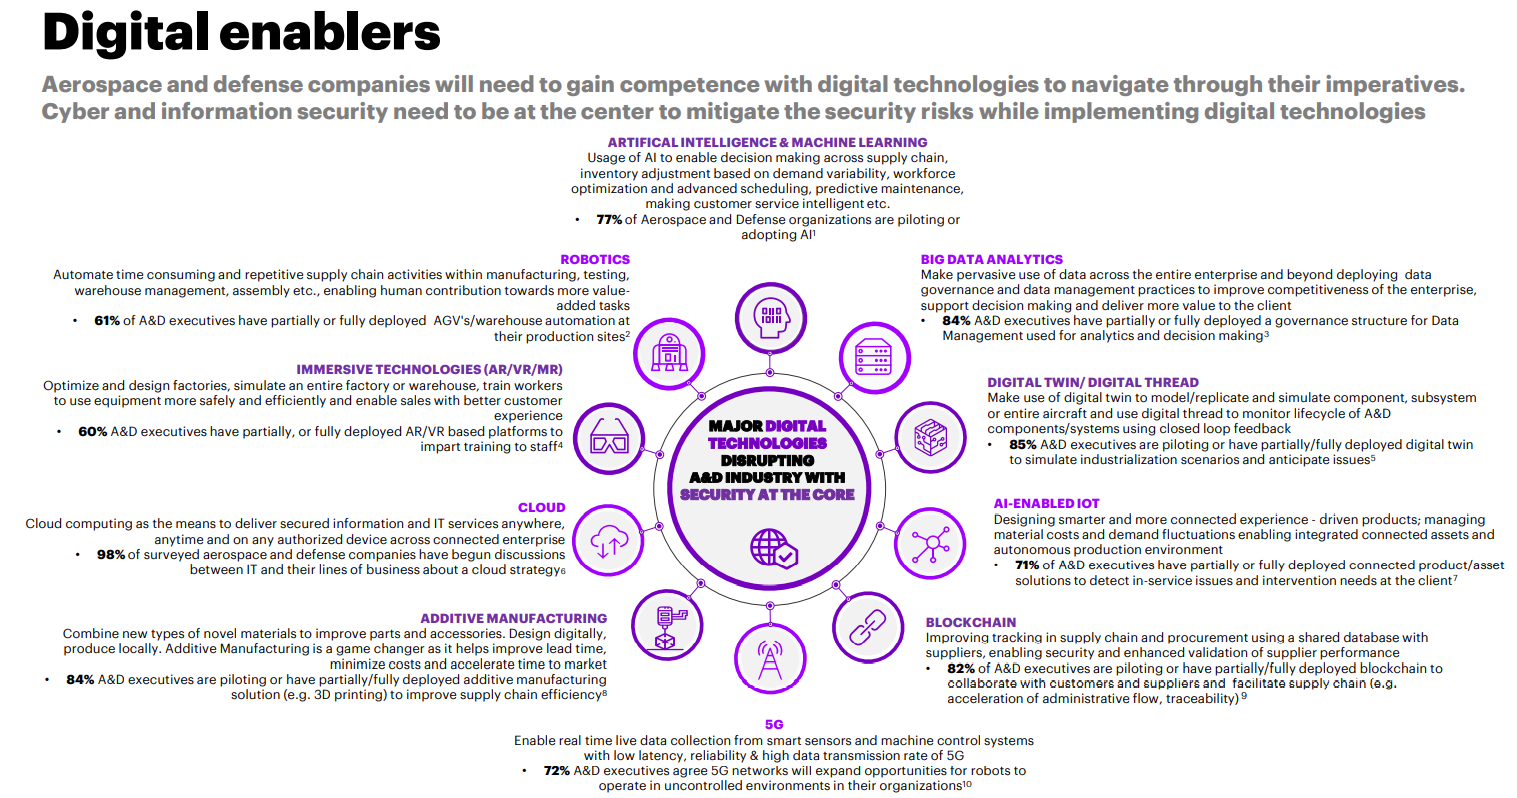 Digital enablers
Aerospace and defense companies will need to gain competence with digital technologies to navigate through their imperatives.
Cyber and information security need to be at the center to mitigate the security risks while implementing digital technologies
ARTIFICAL INTELLIGENCE & MACHINE LEARNING
Usage of AI to enable decision making across supply chain,
inventory adjustment based on demand variability, workforce
optimization and advanced scheduling, predictive maintenance,
making customer service intelligent etc.
• 77% of Aerospace and Defense organizations are piloting or
adopting AI¹
ROBOTICS
Automate time consuming and repetitive supply chain activities within manufacturing, testing,
warehouse management, assembly etc., enabling human contribution towards more value-
added tasks
• 61% of A&D executives have partially or fully deployed AGV's/warehouse automation at
their production sites²
BIG DATA ANALYTICS
Make pervasive use of data across the entire enterprise and beyond deploying data
governance and data management practices to improve competitiveness of the enterprise,
support decision making and deliver more value to the client
• 84% A&D executives have partially or fully deployed a governance structure for Data
Management used for analytics and decision making³
IMMERSIVE TECHNOLOGIES (AR/VR/MR)
Optimize and design factories, simulate an entire factory or warehouse, train workers
to use equipment more safely and efficiently and enable sales with better customer
experience
• 60% A&D executives have partially, or fully deployed AR/VR based platforms to
impart training to staff⁴
DIGITAL TWIN/ DIGITAL THREAD
Make use of digital twin to model/replicate and simulate component, subsystem
or entire aircraft and use digital thread to monitor lifecycle of A&D
components/systems using closed loop feedback
• 85% A&D executives are piloting or have partially/fully deployed digital twin
to simulate industrialization scenarios and anticipate issues⁵
MAJOR DIGITAL
TECHNOLOGIES
DISRUPTING
A&D INDUSTRY WITH
SECURITY AT THE CORE
CLOUD
Cloud computing as the means to deliver secured information and IT services anywhere,
anytime and on any authorized device across connected enterprise
• 98% of surveyed aerospace and defense companies have begun discussions
between IT and their lines of business about a cloud strategy⁶
AI-ENABLED IOT
Designing smarter and more connected experience - driven products; managing
material costs and demand fluctuations enabling integrated connected assets and
autonomous production environment
• 71% of A&D executives have partially or fully deployed connected product/asset
solutions to detect in-service issues and intervention needs at the client⁷
ADDITIVE MANUFACTURING
Combine new types of novel materials to improve parts and accessories. Design digitally,
produce locally. Additive Manufacturing is a game changer as it helps improve lead time,
minimize costs and accelerate time to market
• 84% A&D executives are piloting or have partially/fully deployed additive manufacturing
solution (e.g. 3D printing) to improve supply chain efficiency⁸
BLOCKCHAIN
Improving tracking in supply chain and procurement using a shared database with
suppliers, enabling security and enhanced validation of supplier performance
• 82% of A&D executives are piloting or have partially/fully deployed blockchain to
collaborate with customers and suppliers and facilitate supply chain (e.g.
acceleration of administrative flow, traceability) ⁹
5G
Enable real time live data collection from smart sensors and machine control systems
with low latency, reliability & high data transmission rate of 5G
• 72% A&D executives agree 5G networks will expand opportunities for robots to
operate in uncontrolled environments in their organizations¹⁰